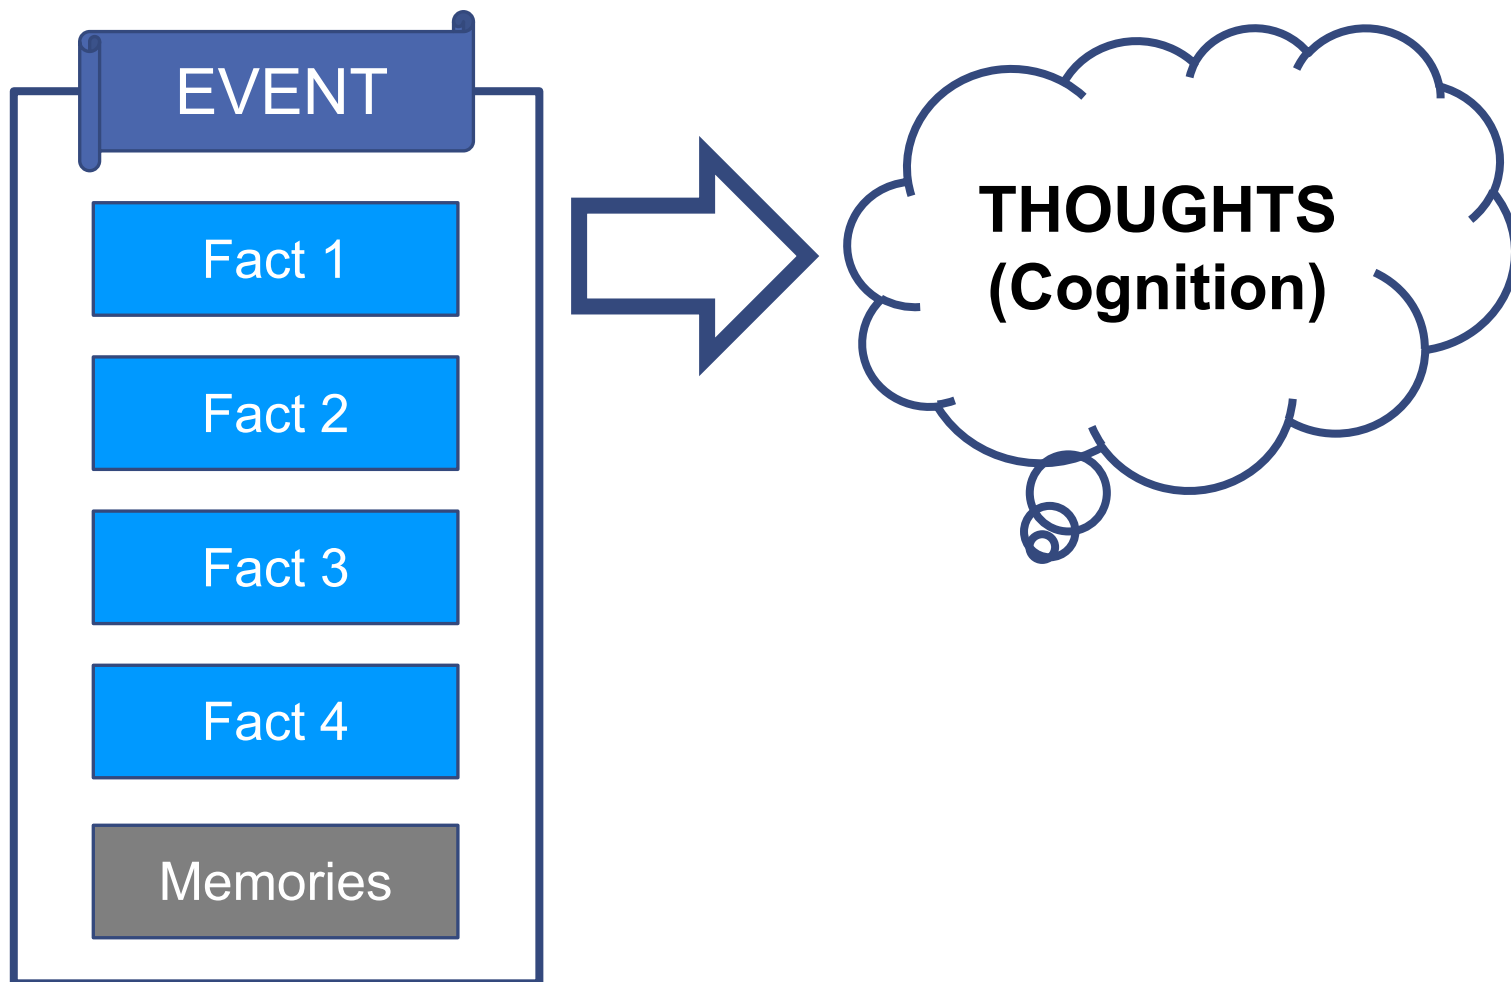 EVENT
Fact 1
Fact 2
Fact 3
Fact 4
Memories
THOUGHTS
(Cognition)